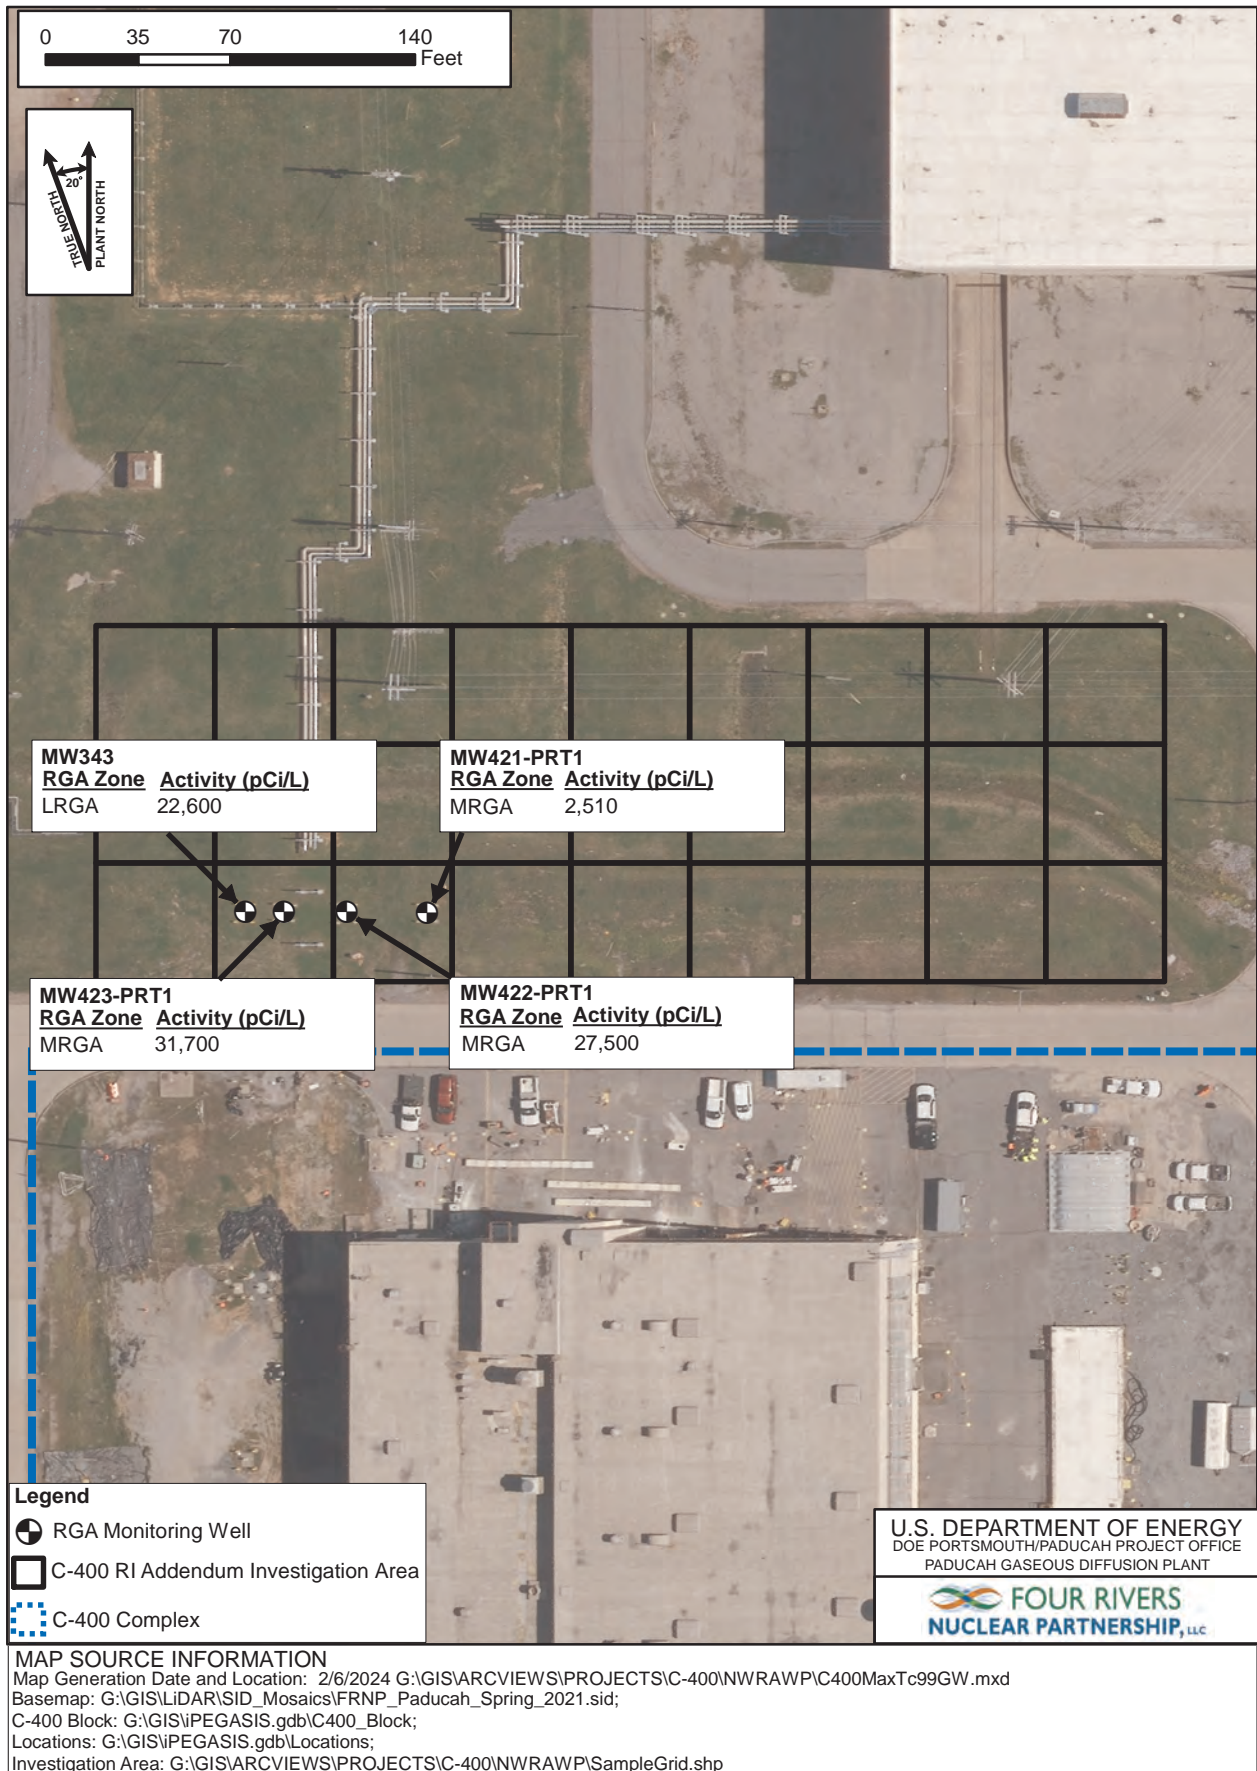 0 35 70 140
Feet
20°
TRUE NORTH
PLANT NORTH
MW343
RGA Zone Activity (pCi/L)
LRGA 22,600
MW421-PRT1
RGA Zone Activity (pCi/L)
MRGA 2,510
MW423-PRT1
RGA Zone Activity (pCi/L)
MRGA 31,700
MW422-PRT1
RGA Zone Activity (pCi/L)
MRGA 27,500
Legend
RGA Monitoring Well
C-400 RI Addendum Investigation Area
C-400 Complex
U.S. DEPARTMENT OF ENERGY
DOE PORTSMOUTH/PADUCAH PROJECT OFFICE
PADUCAH GASEOUS DIFFUSION PLANT
FOUR RIVERS
NUCLEAR PARTNERSHIP, LLC
MAP SOURCE INFORMATION
Map Generation Date and Location: 2/6/2024 G:\GIS\ARCVIEWS\PROJECTS\C-400\NWRAWP\C400MaxTc99GW.mxd
Basemap: G:\GIS\LiDAR\SID_Mosaics\FRNP_Paducah_Spring_2021.sid;
C-400 Block: G:\GIS\iPEGASIS.gdb\C400_Block;
Locations: G:\GIS\iPEGASIS.gdb\Locations;
Investigation Area: G:\GIS\ARCVIEWS\PROJECTS\C-400\NWRAWP\SampleGrid.shp